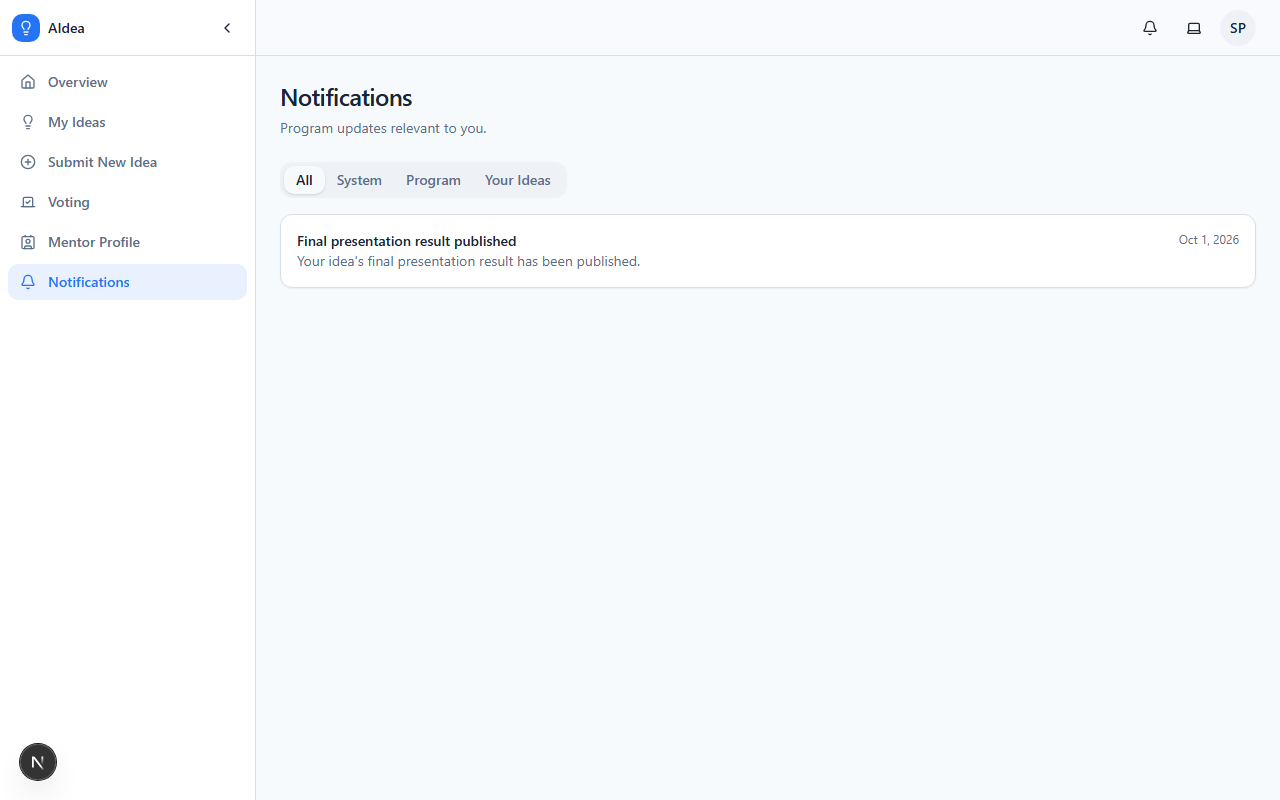 AIdea
SP
Overview
My Ideas
Submit New Idea
Voting
Mentor Profile
Notifications
Notifications
Program updates relevant to you.
All System Program Your Ideas
Final presentation result published Oct 1, 2026
Your idea's final presentation result has been published.
N